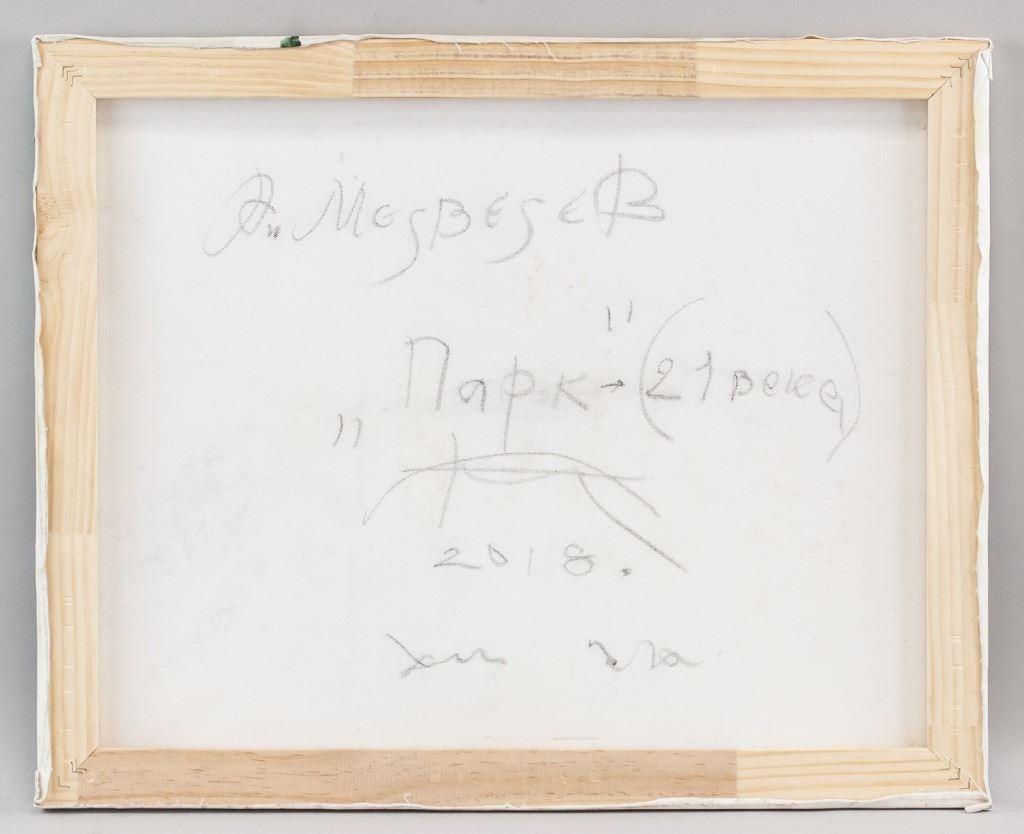 А. Медведев
"Парк" (21 века)
2018.